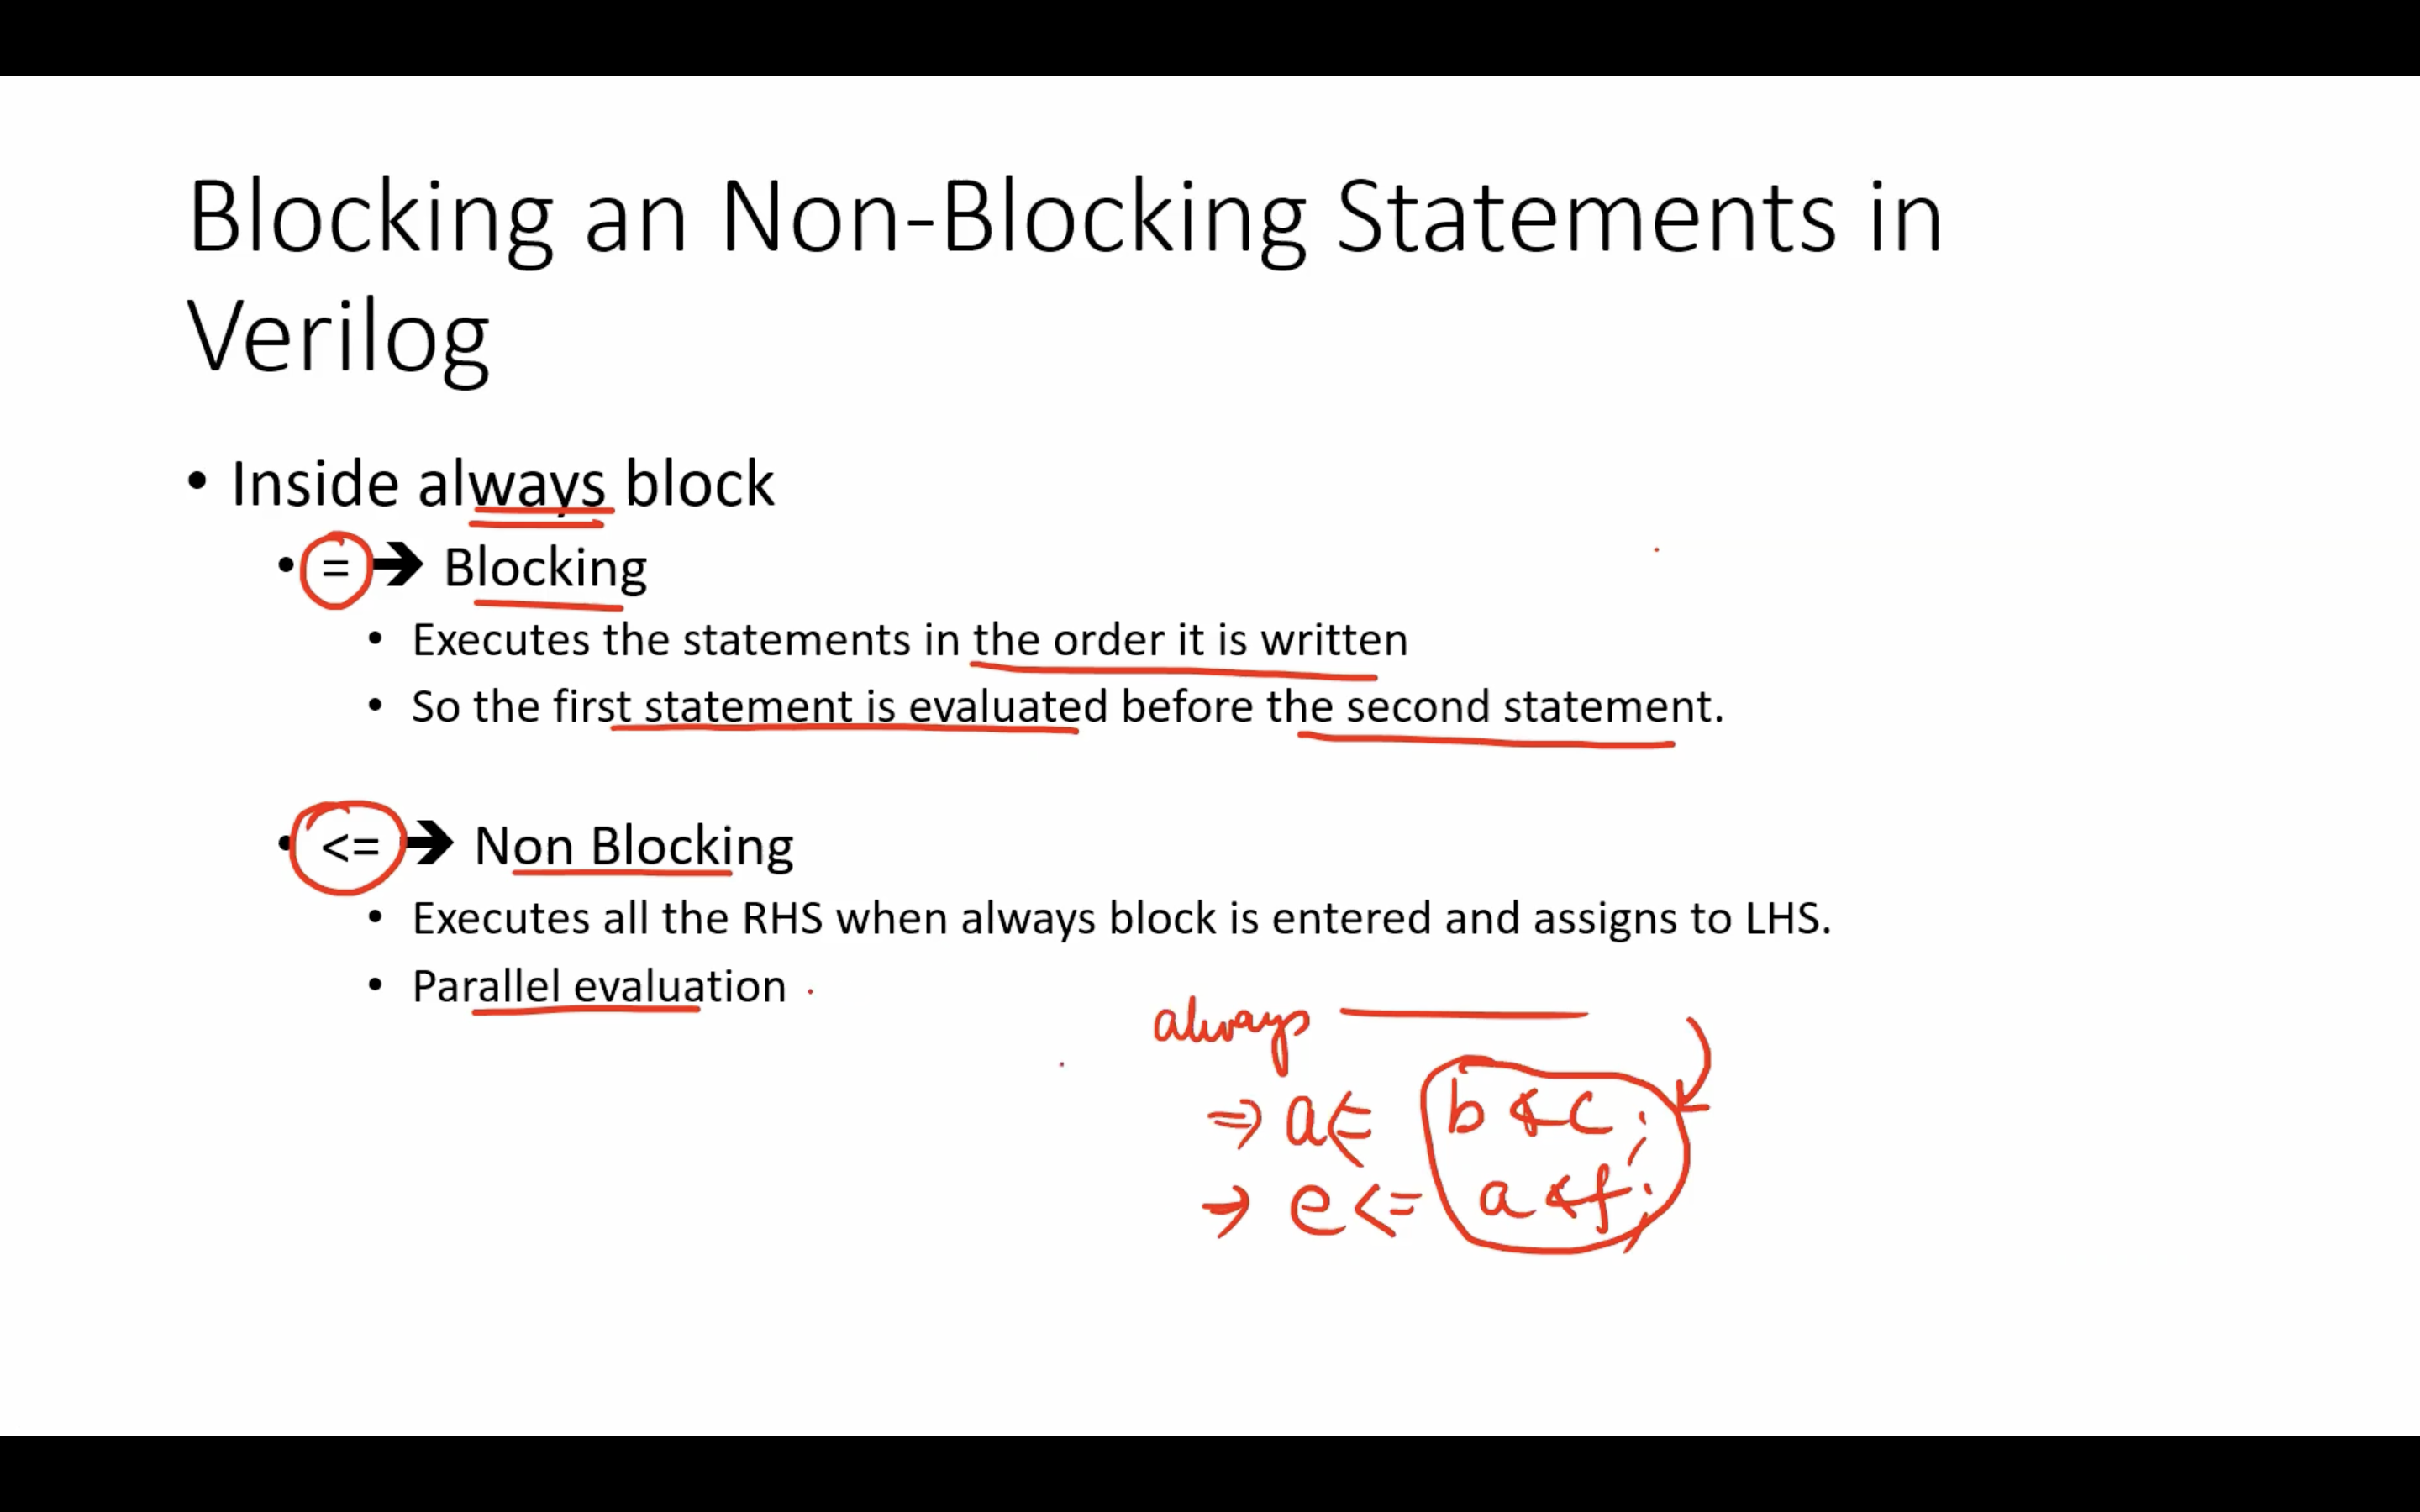 Blocking an Non-Blocking Statements in
Verilog
• Inside always block
• = ➔ Blocking
• Executes the statements in the order it is written
• So the first statement is evaluated before the second statement.
• <= ➔ Non Blocking
• Executes all the RHS when always block is entered and assigns to LHS.
• Parallel evaluation
always
⇒ a <= b & c ;
→ e <= a & f ;